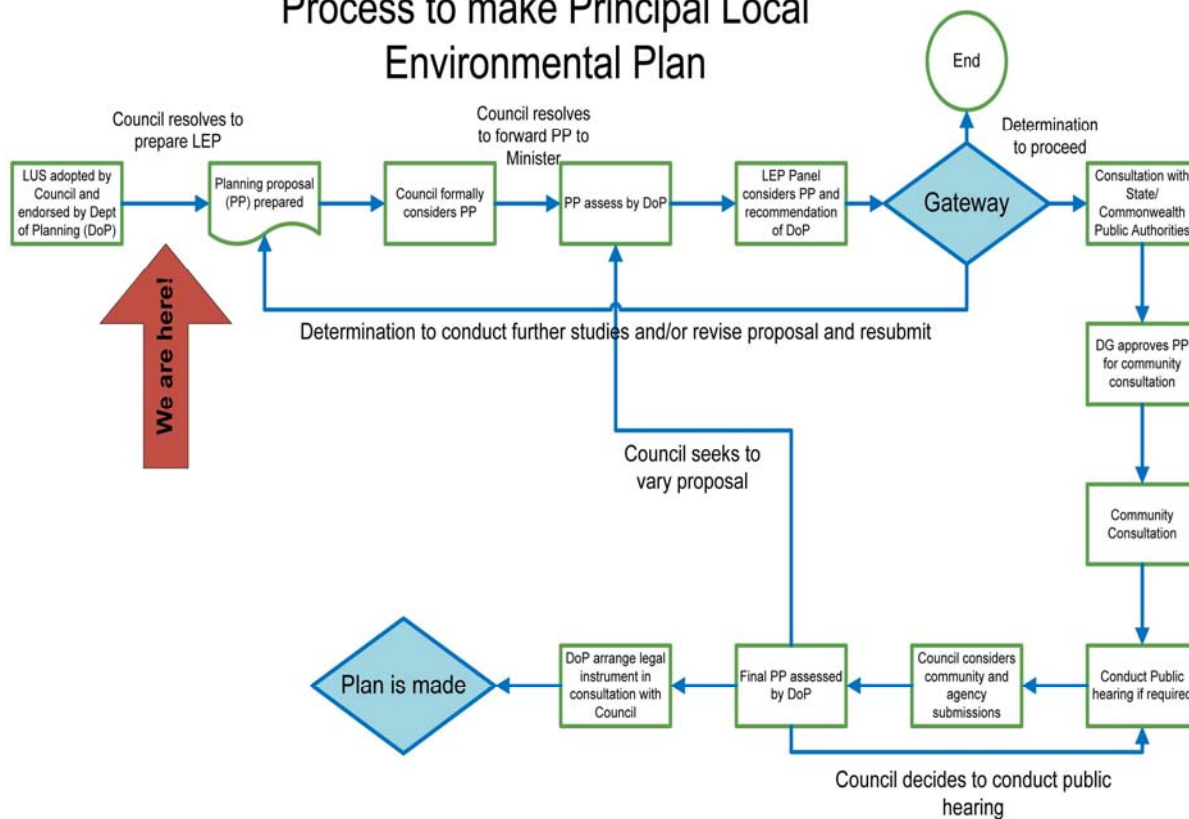 Process to make Principal Local
Environmental Plan
End
Council resolves to
prepare LEP
Council resolves
to forward PP to
Minister
Determination
to proceed
LUS adopted by
Council and
endorsed by Dept
of Planning (DoP)
Planning proposal
(PP) prepared
Council formally
considers PP
PP assess by DoP
LEP Panel
considers PP and
recommendation
of DoP
Gateway
Consultation with
State/
Commonwealth
Public Authorities
We are here!
Determination to conduct further studies and/or revise proposal and resubmit
DG approves PP
for community
consultation
Council seeks to
vary proposal
Community
Consultation
Plan is made
DoP arrange legal
instrument in
consultation with
Council
Final PP assessed
by DoP
Council considers
community and
agency
submissions
Conduct Public
hearing if required
Council decides to conduct public
hearing